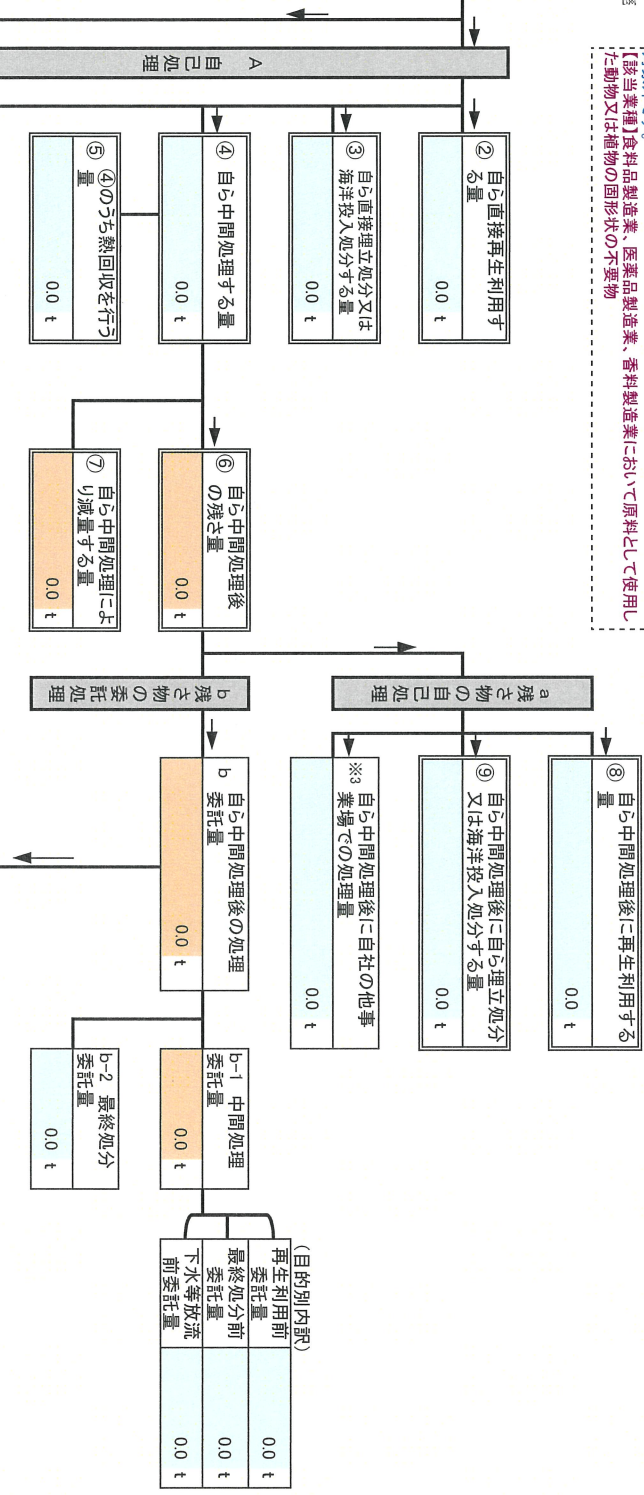 【該当業種】食料品製造業、医薬品製造業、香料製造業において原料として使用し
た動物又は植物の固形状の不要物
A 自己処理
② 自ら直接再生利用す
る量
0.0 t
③ 自ら直接埋立処分又は
海洋投入処分する量
0.0 t
④ 自ら中間処理する量
0.0 t
⑤ ④のうち熱回収を行う
量
0.0 t
⑥ 自ら中間処理後
の残さ量
0.0 t
⑦ 自ら中間処理によ
り減量する量
0.0 t
a 残さ物の自己処理
b 残さ物の委託処理
⑧ 自ら中間処理後に再生利用する
量
0.0 t
⑨ 自ら中間処理後に自ら埋立処分
又は海洋投入処分する量
0.0 t
※3 自ら中間処理後に自社の他事
業場での処理量
0.0 t
b 自ら中間処理後の処理
委託量
0.0 t
b-1 中間処理
委託量
0.0 t
b-2 最終処分
委託量
0.0 t
(目的別内訳)
再生利用前
委託量
0.0 t
最終処分前
委託量
0.0 t
下水等放流
前委託量
0.0 t